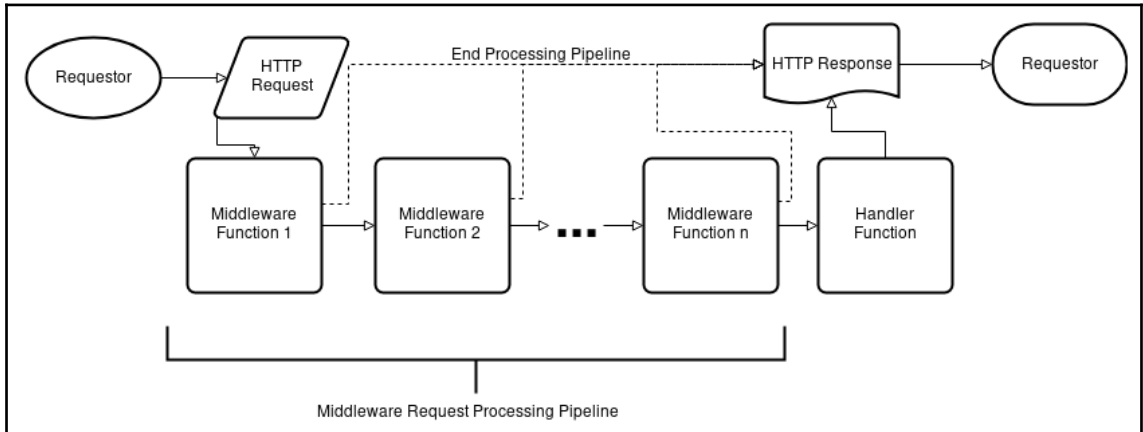 Requestor
HTTP
Request
End Processing Pipeline
HTTP Response
Requestor
Middleware
Function 1
Middleware
Function 2
...
Middleware
Function n
Handler
Function
Middleware Request Processing Pipeline